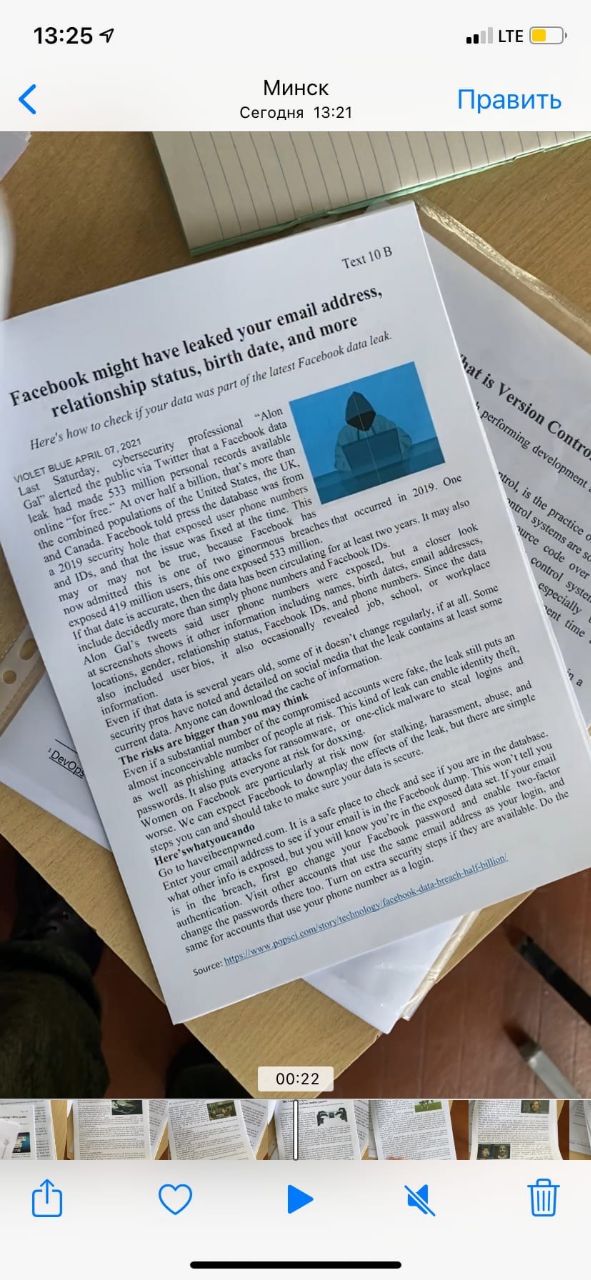 13:25
LTE
Минск
Сегодня 13:21
Править
Text 10 B
Facebook might have leaked your email address,
relationship status, birth date, and more
Here's how to check if your data was part of the latest Facebook data leak.
VIOLET BLUE APRIL 07, 2021
Last Saturday, cybersecurity professional “Alon
Gal” alerted the public via Twitter that a Facebook data
leak had made 533 million personal records available
online “for free.” At over half a billion, that's more than
the combined populations of the United States, the UK,
and Canada. Facebook told press the database was from
a 2019 security hole that exposed user phone numbers
and IDs, and that the issue was fixed at the time. This
may or may not be true, because Facebook has
now admitted this is one of two ginormous breaches that occurred in 2019. One
exposed 419 million users, this one exposed 533 million.
If that date is accurate, then the data has been circulating for at least two years. It may also
include decidedly more than simply phone numbers and Facebook IDs.
Alon Gal’s tweets said user phone numbers were exposed, but a closer look
at screenshots shows it other information including names, birth dates, email addresses,
locations, gender, relationship status, Facebook IDs, and phone numbers. Since the data
also included user bios, it also occasionally revealed job, school, or workplace
information.
Even if that data is several years old, some of it doesn’t change regularly, if at all. Some
security pros have noted and detailed on social media that the leak contains at least some
current data. Anyone can download the cache of information.
The risks are bigger than you may think
Even if a substantial number of the compromised accounts were fake, the leak still puts an
almost inconceivable number of people at risk. This kind of leak can enable identity theft,
as well as phishing attacks for ransomware, or one-click malware to steal logins and
passwords. It also puts everyone at risk for doxxing.
Women on Facebook are particularly at risk now for stalking, harassment, abuse, and
worse. We can expect Facebook to downplay the effects of the leak, but there are simple
steps you can and should take to make sure your data is secure.
Here’swhatyoucando
Go to haveibeenpwned.com. It is a safe place to check and see if you are in the database.
Enter your email address to see if your email is in the Facebook dump. This won’t tell you
what other info is exposed, but you will know you’re in the exposed data set. If your email
is in the breach, first go change your Facebook password and enable two-factor
authentication. Visit other accounts that use the same email address as your login, and
change the passwords there too. Turn on extra security steps if they are available. Do the
same for accounts that use your phone number as a login.
Source: https://www.popsci.com/story/technology/facebook-data-breach-half-billion/
hat is Version Contro
performing development
ntrol, is the practice o
ontrol systems are so
urce code over
control system
especially
ent time
in a
DevOps
00:22